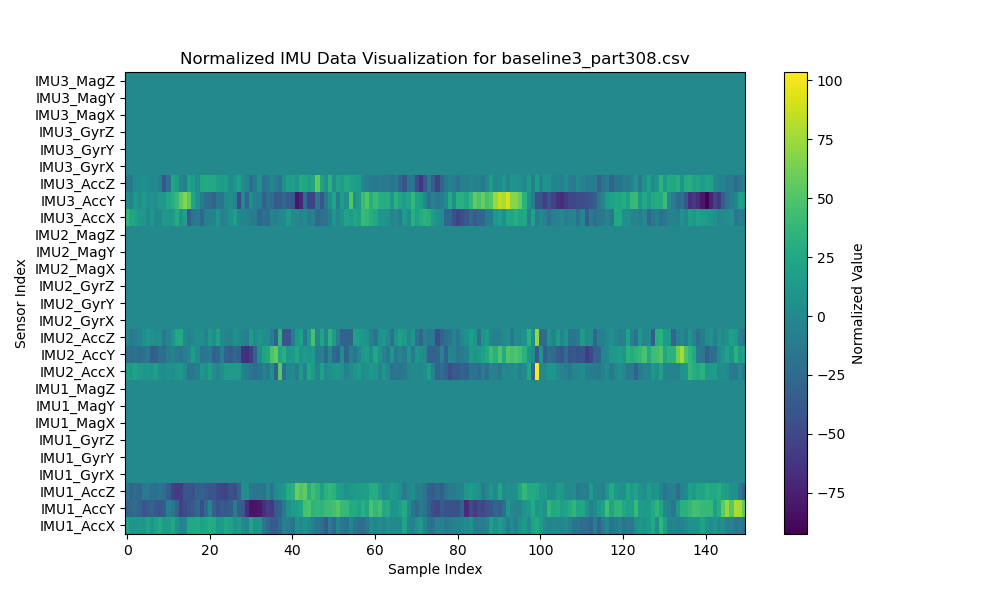 Normalized IMU Data Visualization for baseline3_part308.csv
IMU3_MagZ
IMU3_MagY
IMU3_MagX
IMU3_GyrZ
IMU3_GyrY
IMU3_GyrX
IMU3_AccZ
IMU3_AccY
IMU3_AccX
IMU2_MagZ
IMU2_MagY
IMU2_MagX
IMU2_GyrZ
IMU2_GyrY
IMU2_GyrX
IMU2_AccZ
IMU2_AccY
IMU2_AccX
IMU1_MagZ
IMU1_MagY
IMU1_MagX
IMU1_GyrZ
IMU1_GyrY
IMU1_GyrX
IMU1_AccZ
IMU1_AccY
IMU1_AccX
Sensor Index
0 20 40 60 80 100 120 140
Sample Index
100
75
50
25
0
−25
−50
−75
Normalized Value